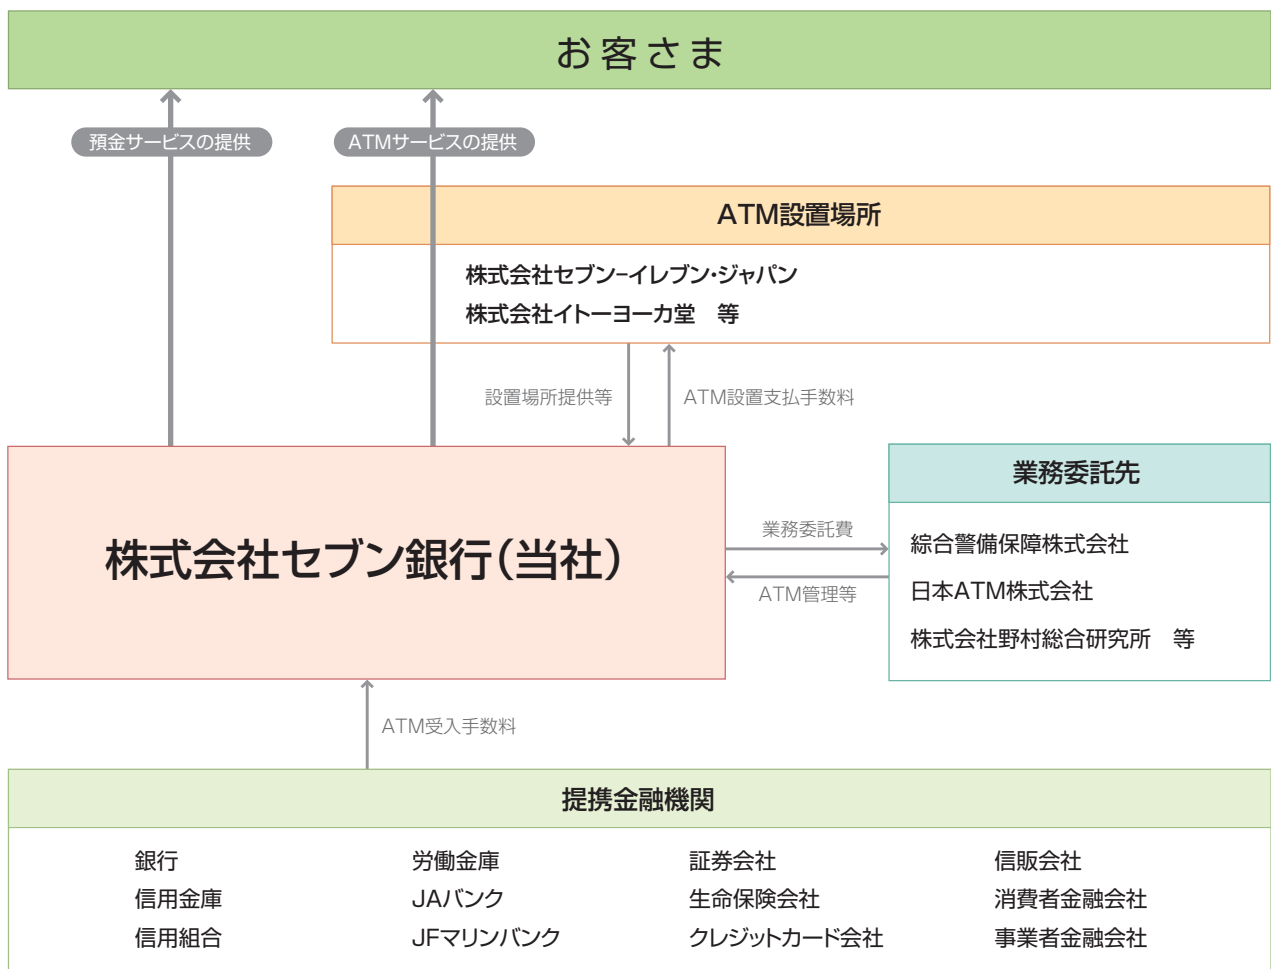 お客さま
預金サービスの提供
ATMサービスの提供
ATM設置場所
株式会社セブン-イレブン・ジャパン
株式会社イトーヨーカ堂　等
設置場所提供等
ATM設置支払手数料
株式会社セブン銀行(当社)
業務委託費
ATM管理等
業務委託先
綜合警備保障株式会社
日本ATM株式会社
株式会社野村総合研究所　等
ATM受入手数料
提携金融機関
銀行　労働金庫　証券会社　信販会社
信用金庫　JAバンク　生命保険会社　消費者金融会社
信用組合　JFマリンバンク　クレジットカード会社　事業者金融会社